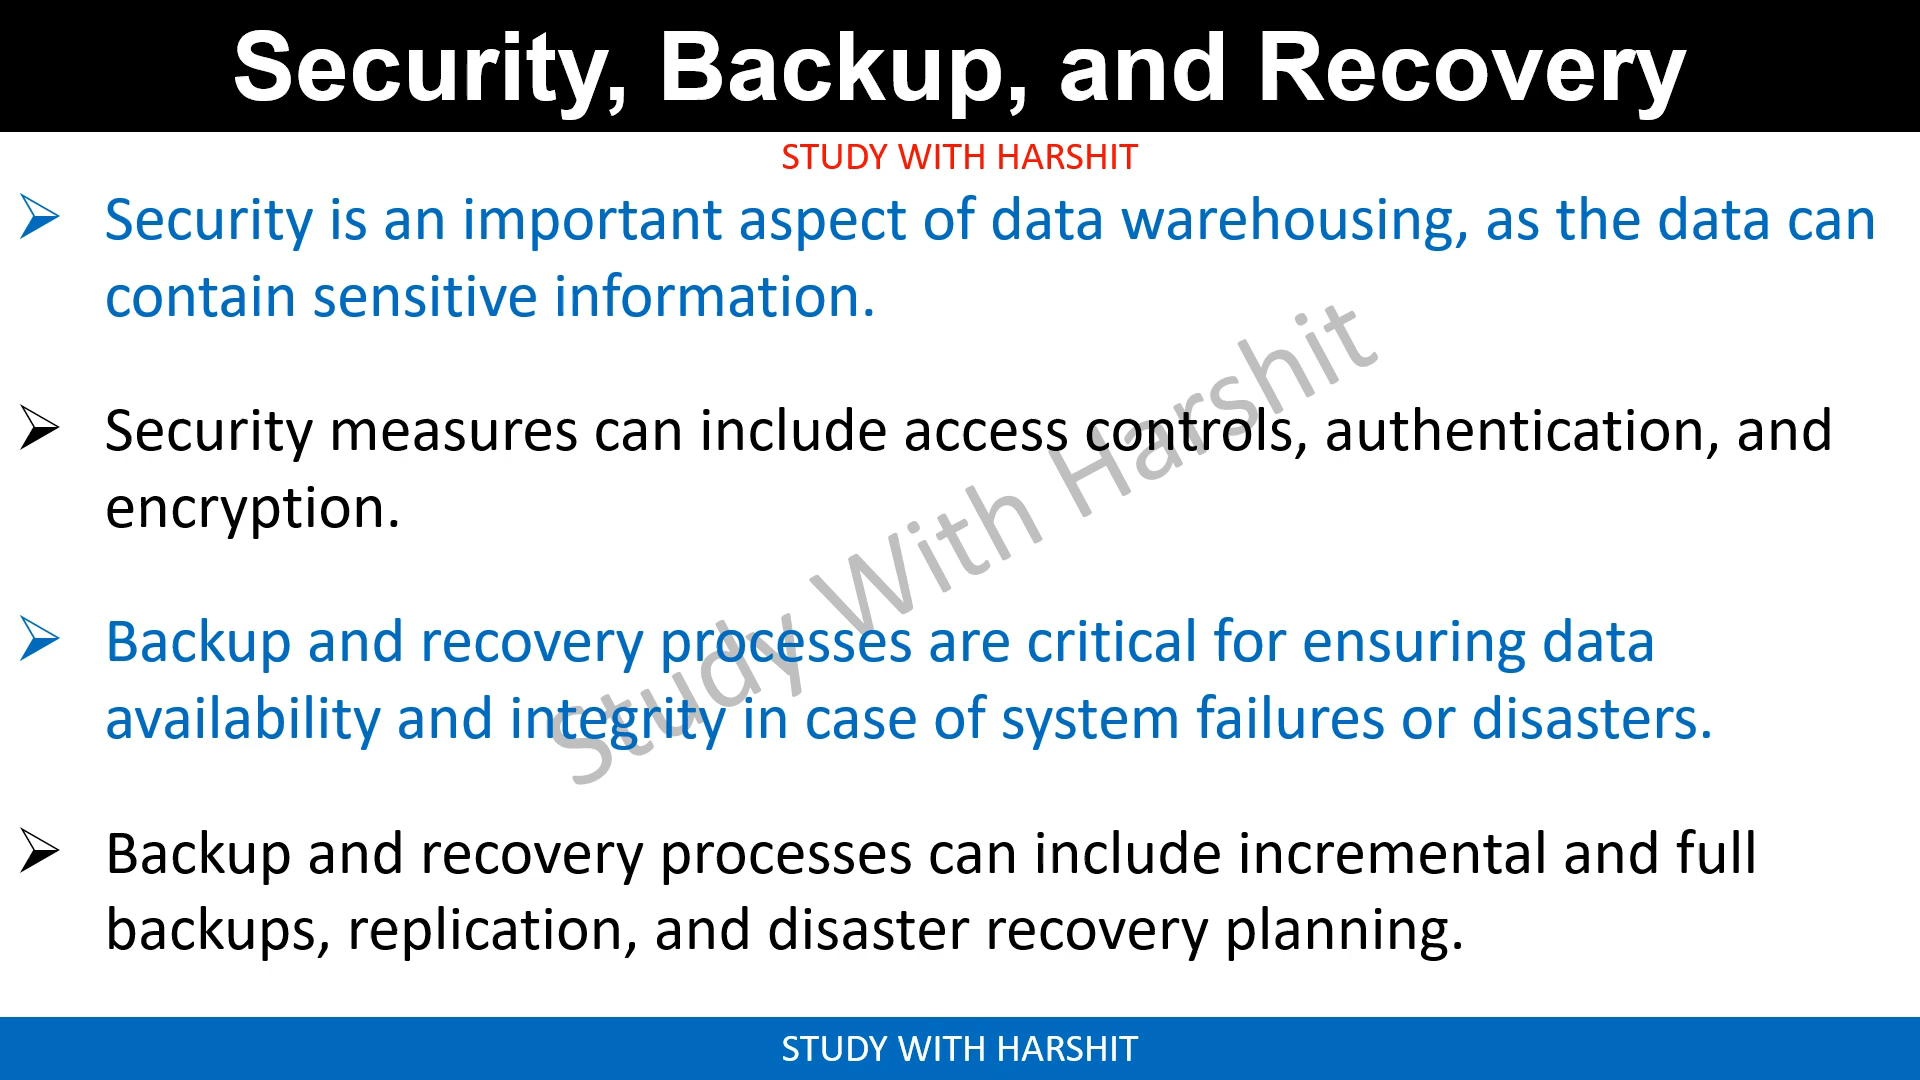 Security, Backup, and Recovery
STUDY WITH HARSHIT
Security is an important aspect of data warehousing, as the data can
contain sensitive information.
Security measures can include access controls, authentication, and
encryption.
Backup and recovery processes are critical for ensuring data
availability and integrity in case of system failures or disasters.
Backup and recovery processes can include incremental and full
backups, replication, and disaster recovery planning.
Study With Harshit
STUDY WITH HARSHIT